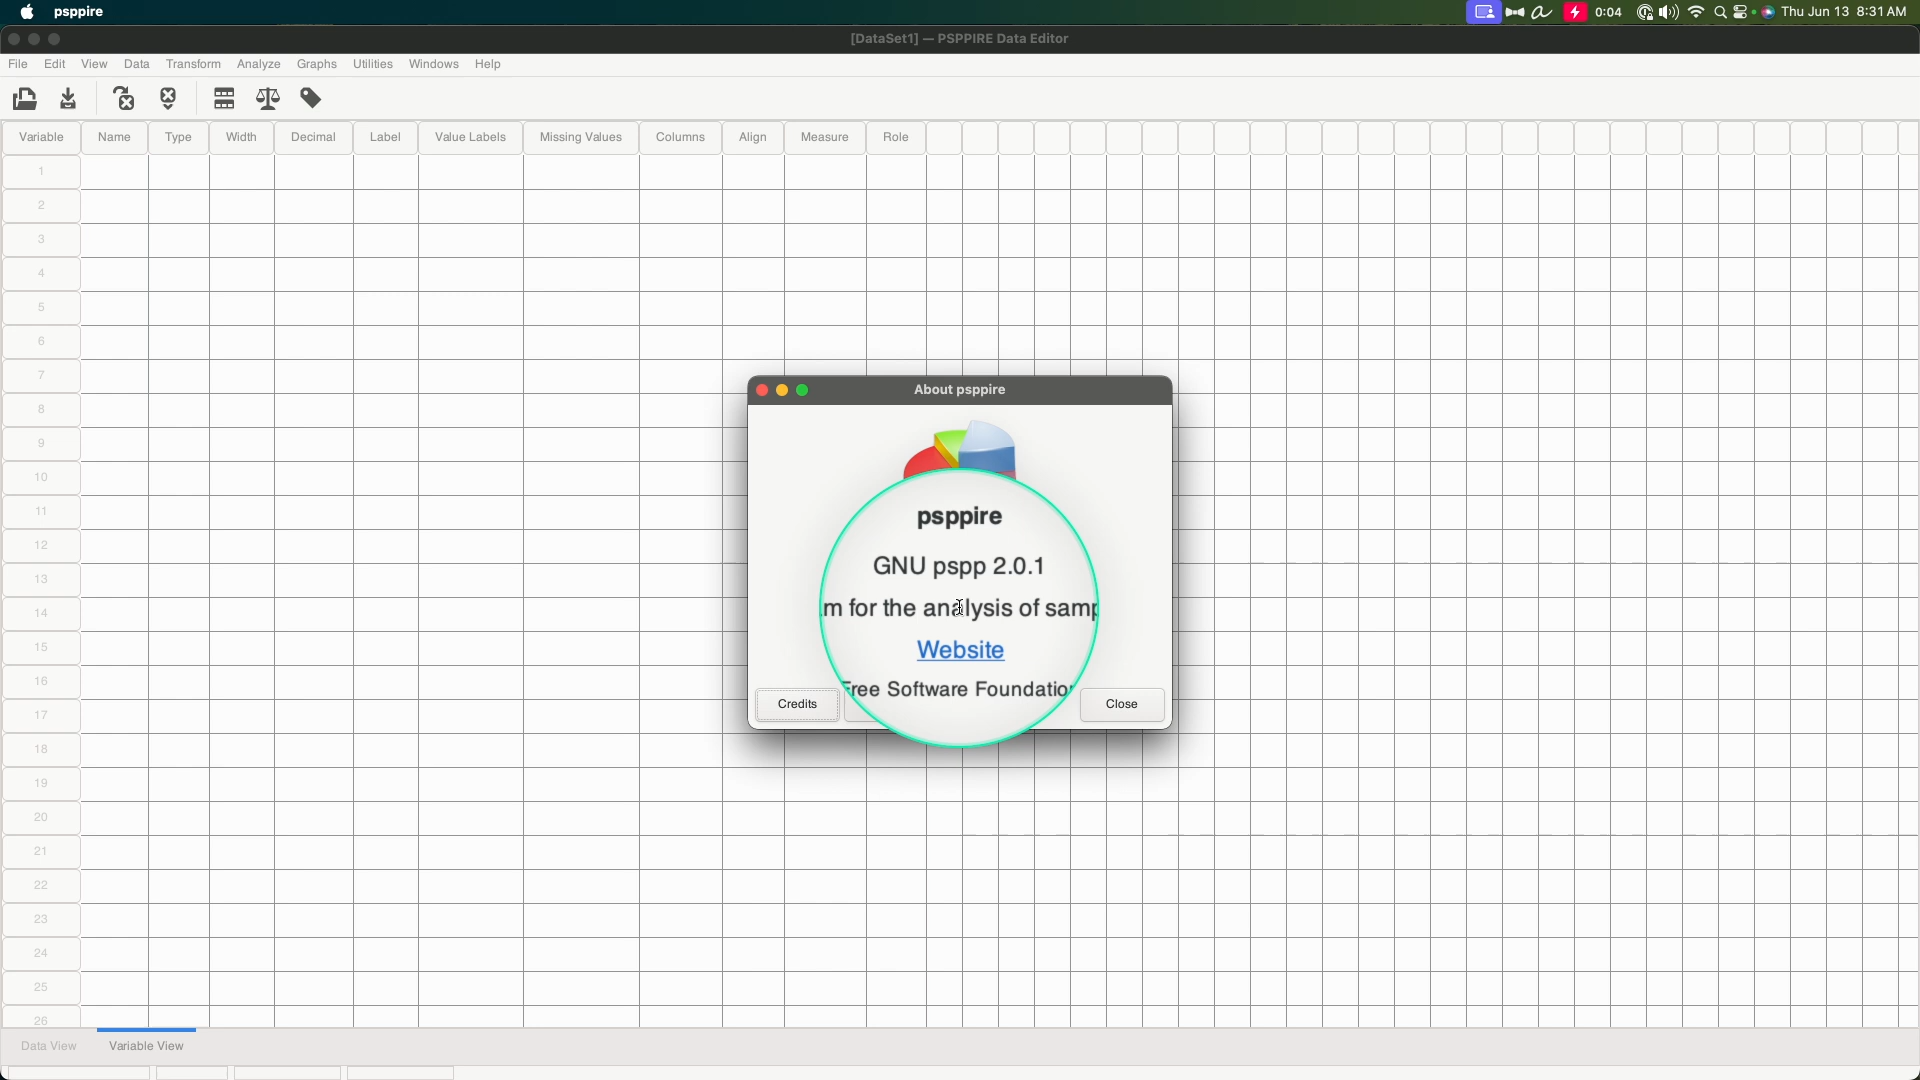 psppire
0:04
Thu Jun 13 8:31 AM
[DataSet1] — PSPPIRE Data Editor
File Edit View Data Transform Analyze Graphs Utilities Windows Help
Variable Name Type Width Decimal Label Value Labels Missing Values Columns Align Measure Role
1
2
3
4
5
6
7
8
9
10
11
12
13
14
15
16
17
18
19
20
21
22
23
24
25
26
About psppire
psppire
GNU pspp 2.0.1
m for the analysis of samp
Website
Free Software Foundation
Credits
Close
Data View Variable View